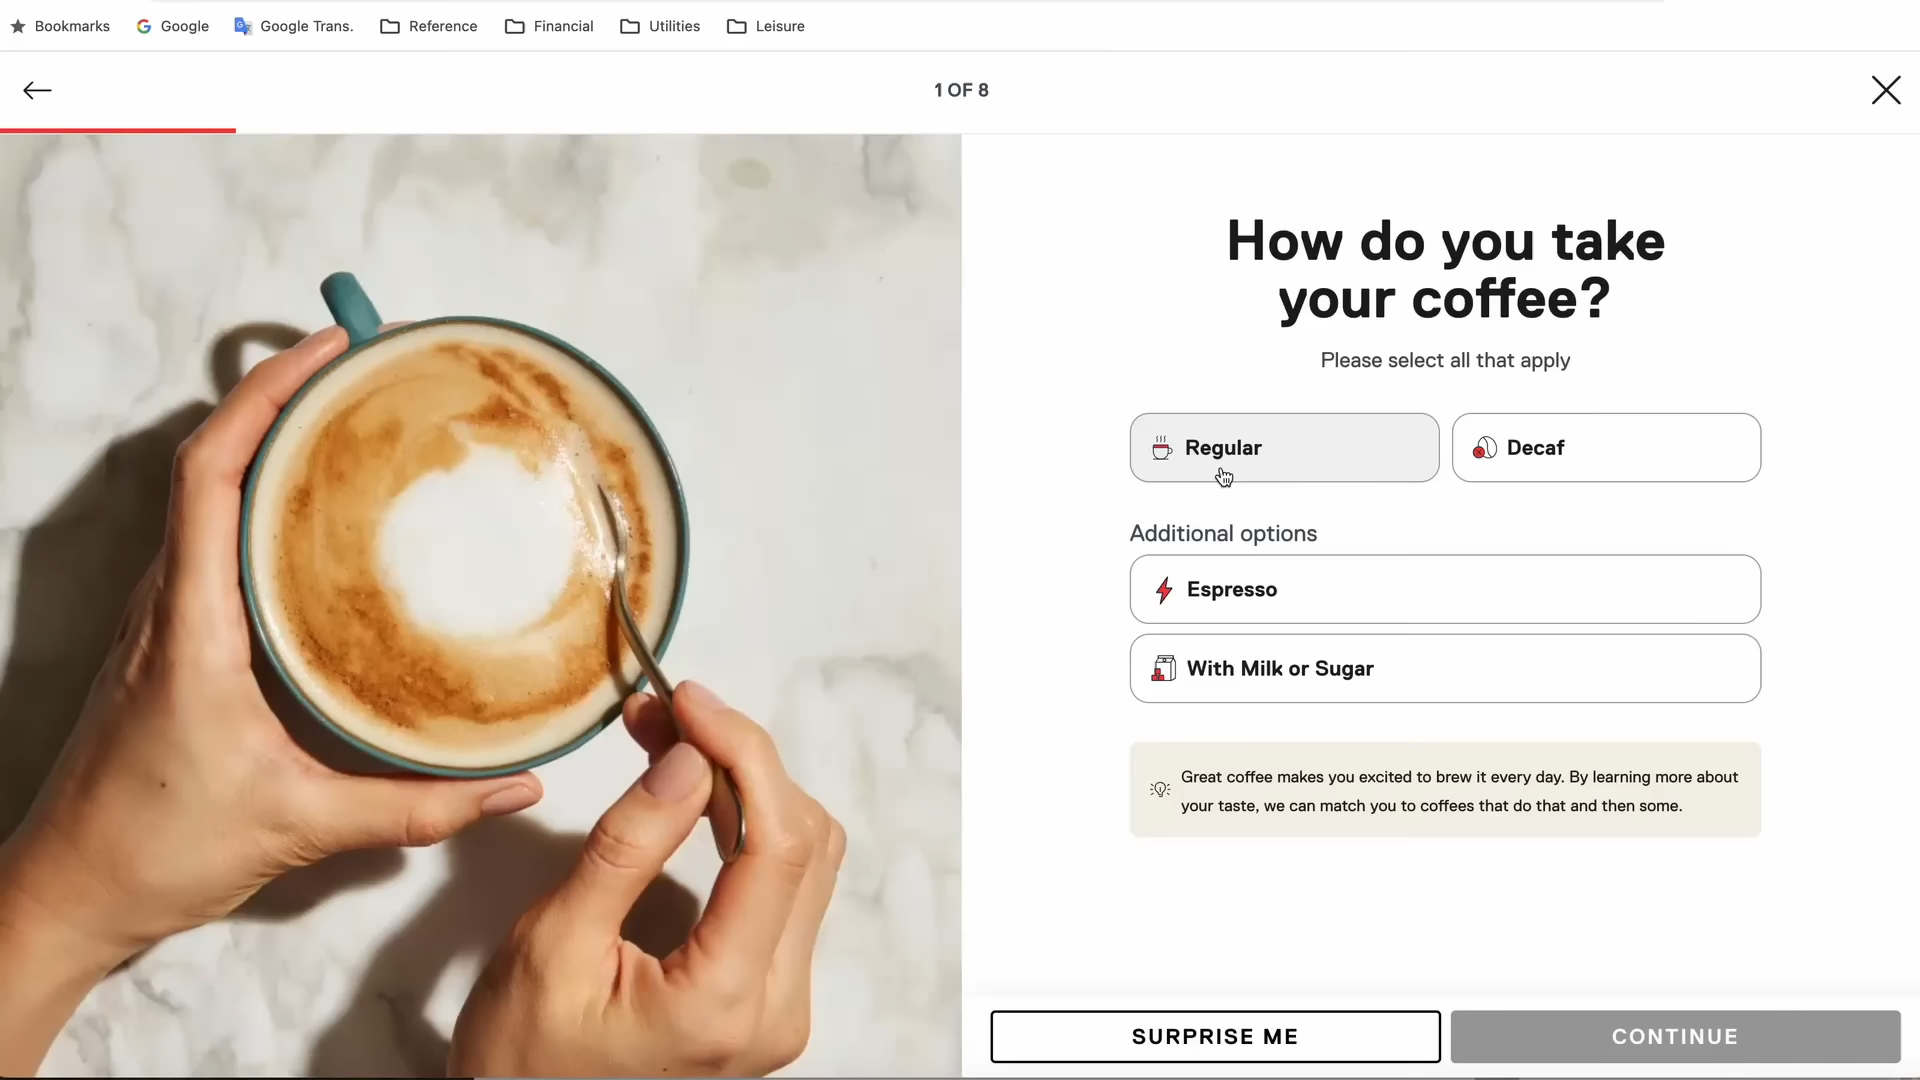 Bookmarks
Google
Google Trans.
Reference
Financial
Utilities
Leisure
1 OF 8
How do you take
your coffee?
Please select all that apply
Regular
Decaf
Additional options
Espresso
With Milk or Sugar
Great coffee makes you excited to brew it every day. By learning more about
your taste, we can match you to coffees that do that and then some.
SURPRISE ME
CONTINUE